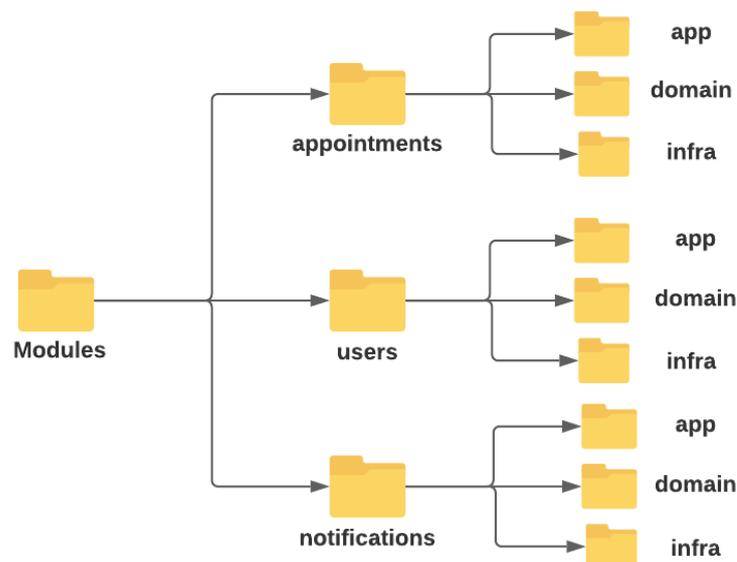 app
domain
appointments
infra
app
domain
Modules
users
infra
app
domain
notifications
infra